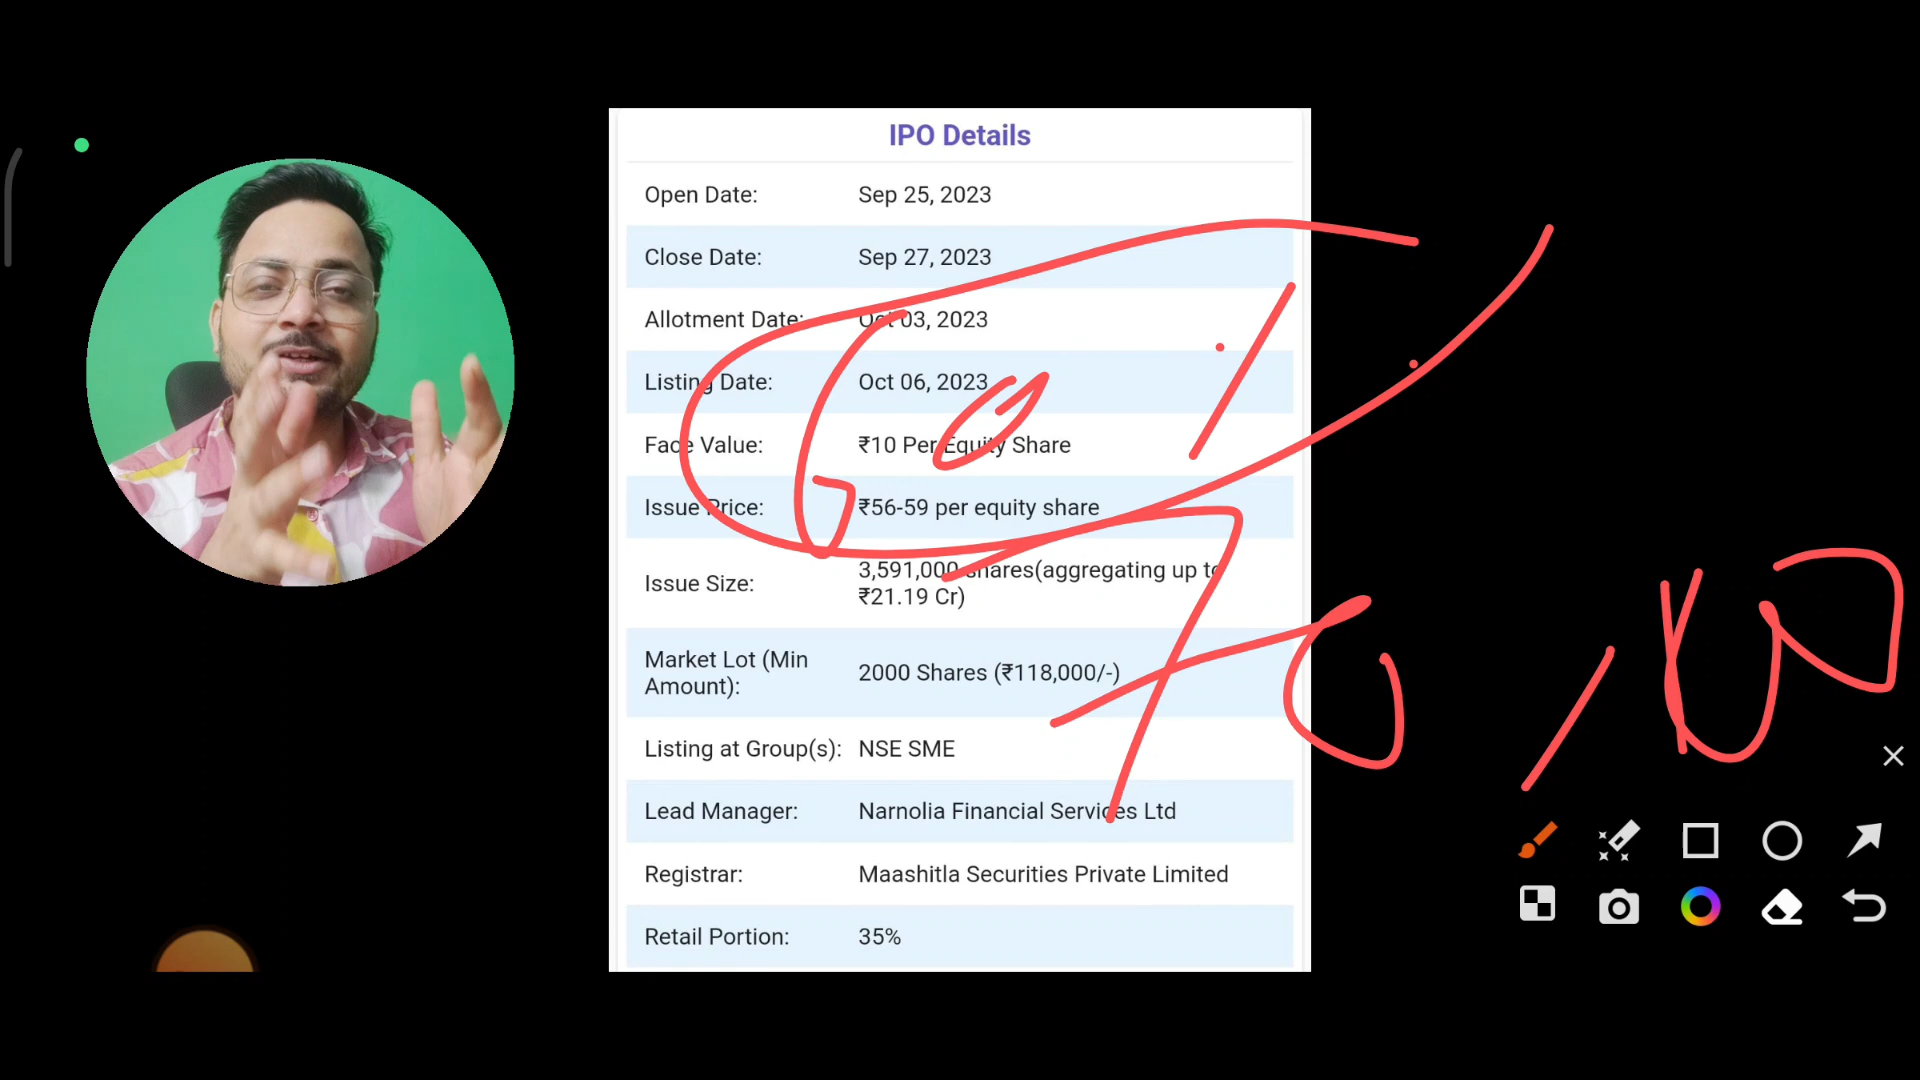 IPO Details
Open Date: Sep 25, 2023
Close Date: Sep 27, 2023
Allotment Date: Oct 03, 2023
Listing Date: Oct 06, 2023
Face Value: ₹10 Per Equity Share
Issue Price: ₹56-59 per equity share
Issue Size: 3,591,000 shares(aggregating up to
₹21.19 Cr)
Market Lot (Min
Amount): 2000 Shares (₹118,000/-)
Listing at Group(s): NSE SME
Lead Manager: Narnolia Financial Services Ltd
Registrar: Maashitla Securities Private Limited
Retail Portion: 35%
60 %
70